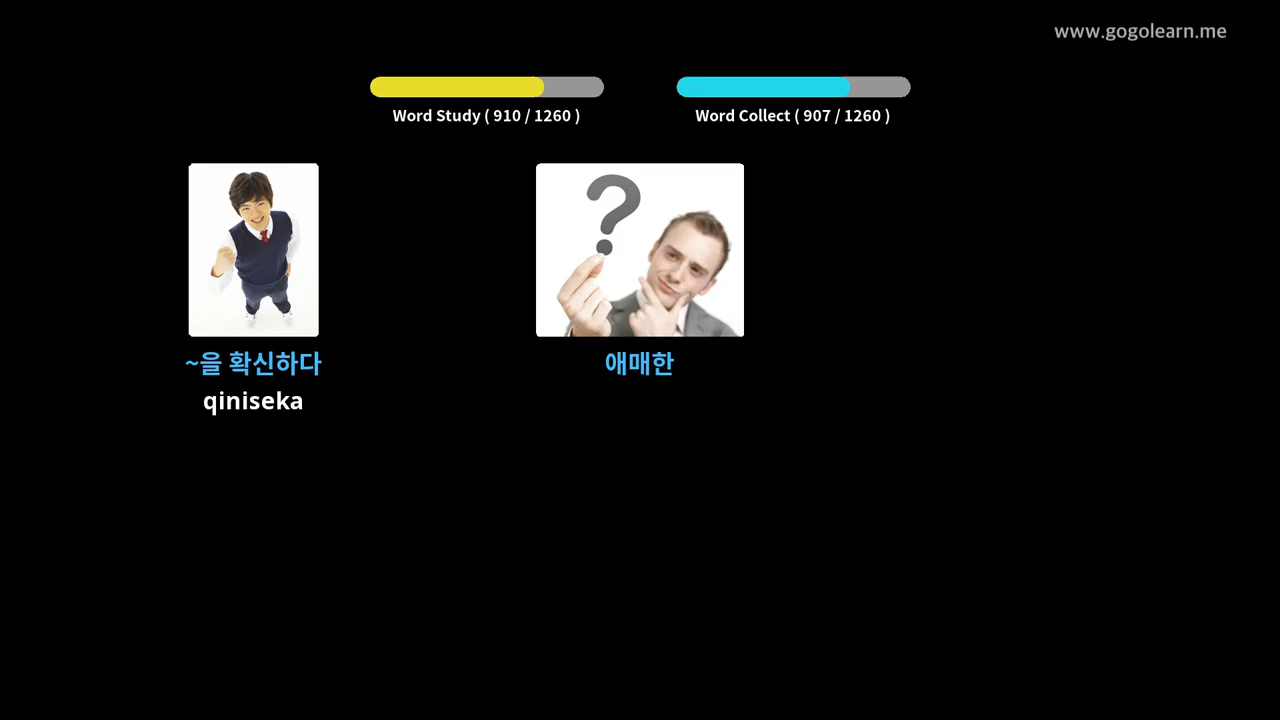 www.gogolearn.me
Word Study ( 910 / 1260 )
Word Collect ( 907 / 1260 )
~을 확신하다
qiniseka
애매한